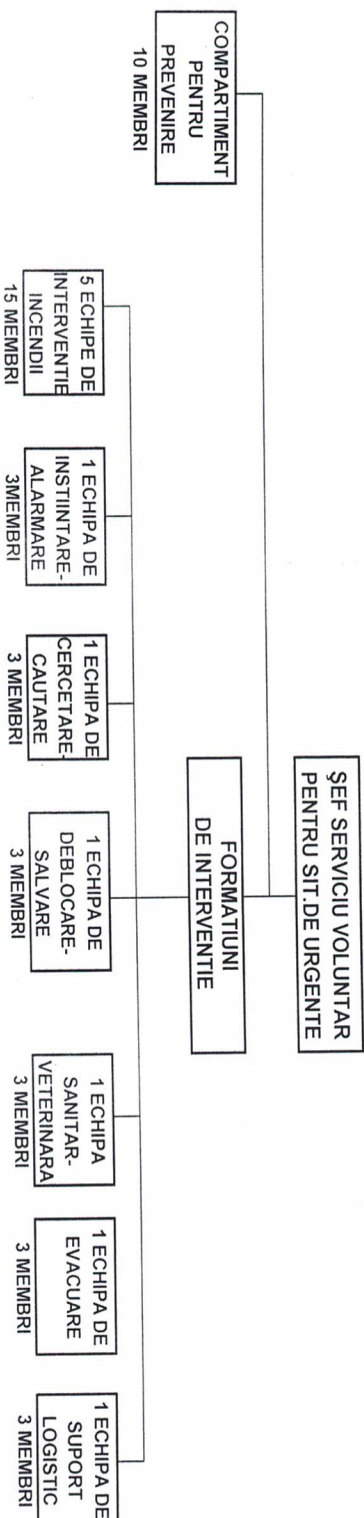 ŞEF SERVICIU VOLUNTAR
PENTRU SIT.DE URGENTE
COMPARTIMENT
PENTRU
PREVENIRE
10 MEMBRI
FORMATIUNI
DE INTERVENTIE
5 ECHIPE DE
INTERVENTIE
INCENDII
15 MEMBRI
1 ECHIPA DE
INSTIINTARE-
ALARMARE
3MEMBRI
1 ECHIPA DE
CERCETARE-
CAUTARE
3 MEMBRI
1 ECHIPA DE
DEBLOCARE-
SALVARE
3 MEMBRI
1 ECHIPA
SANITAR-
VETERINARA
3 MEMBRI
1 ECHIPA DE
EVACUARE
3 MEMBRI
1 ECHIPA DE
SUPORT
LOGISTIC
3 MEMBRI